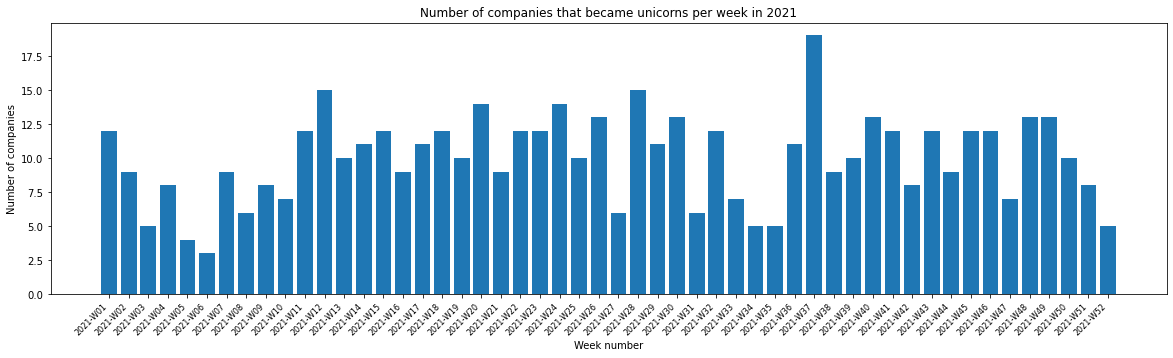 Number of companies that became unicorns per week in 2021
Number of companies
17.5
15.0
12.5
10.0
7.5
5.0
2.5
0.0
2021-W01
2021-W02
2021-W03
2021-W04
2021-W05
2021-W06
2021-W07
2021-W08
2021-W09
2021-W10
2021-W11
2021-W12
2021-W13
2021-W14
2021-W15
2021-W16
2021-W17
2021-W18
2021-W19
2021-W20
2021-W21
2021-W22
2021-W23
2021-W24
2021-W25
2021-W26
2021-W27
2021-W28
2021-W29
2021-W30
2021-W31
2021-W32
2021-W33
2021-W34
2021-W35
2021-W36
2021-W37
2021-W38
2021-W39
2021-W40
2021-W41
2021-W42
2021-W43
2021-W44
2021-W45
2021-W46
2021-W47
2021-W48
2021-W49
2021-W50
2021-W51
2021-W52
Week number